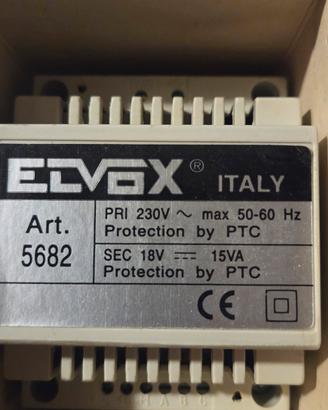 ELVOX ® ITALY
Art.
5682
PRI 230V ~ max 50-60 Hz
Protection by PTC
SEC 18V ⎓ 15VA
Protection by PTC
CE